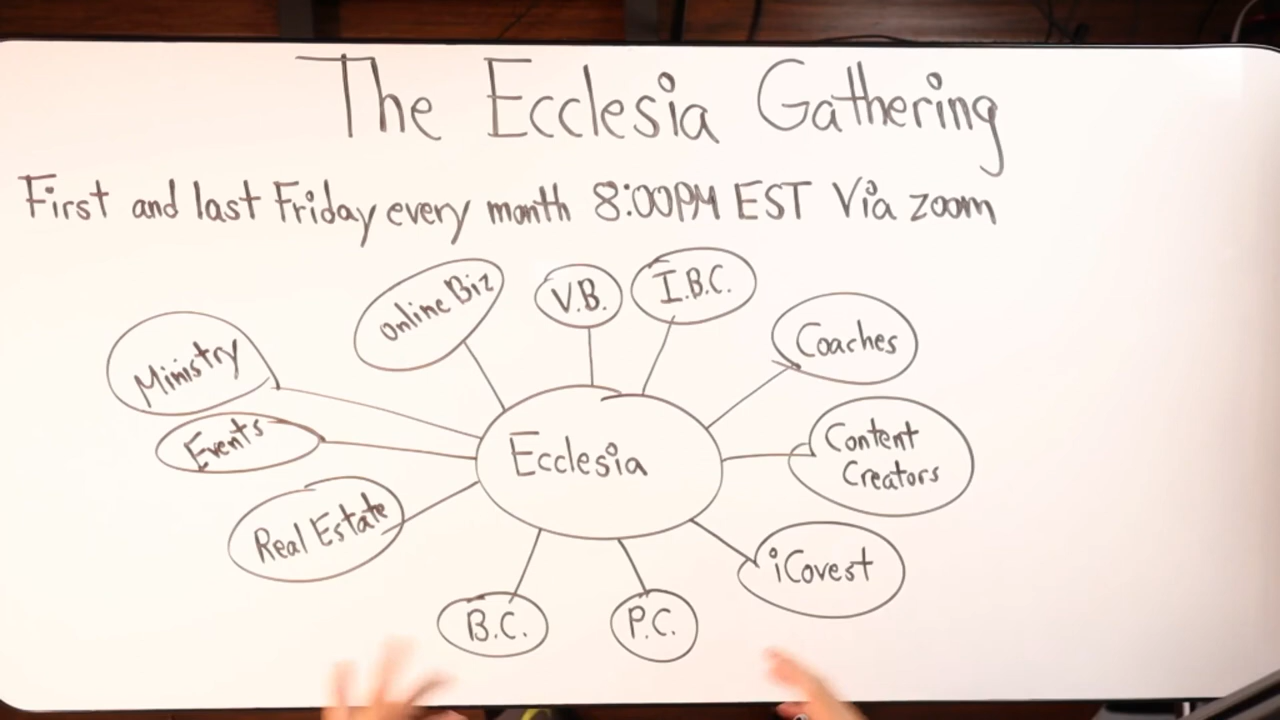 The Ecclesia Gathering
First and last Friday every month 8:00PM EST Via zoom
Online Biz
V.B.
I.B.C.
Coaches
Ministry
Events
Content
Creators
Ecclesia
Real Estate
iCovest
B.C.
P.C.